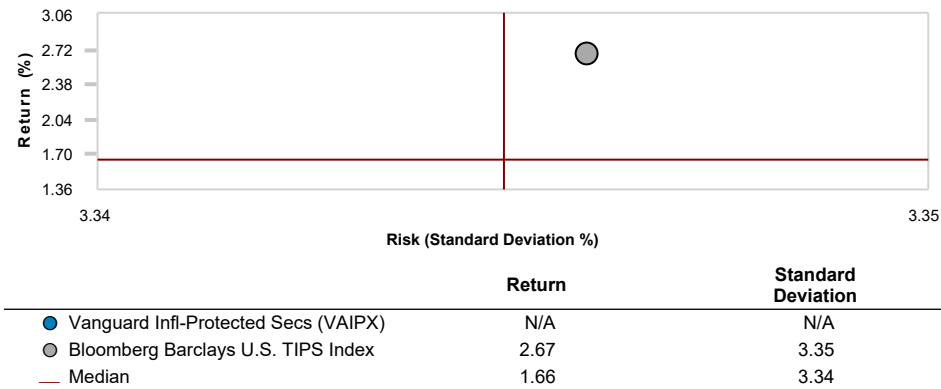 3.06
2.72
2.38
2.04
1.70
1.36
Return (%)
3.34 3.35
Risk (Standard Deviation %)
Return Standard Deviation
Vanguard Infl-Protected Secs (VAIPX) N/A N/A
Bloomberg Barclays U.S. TIPS Index 2.67 3.35
Median 1.66 3.34